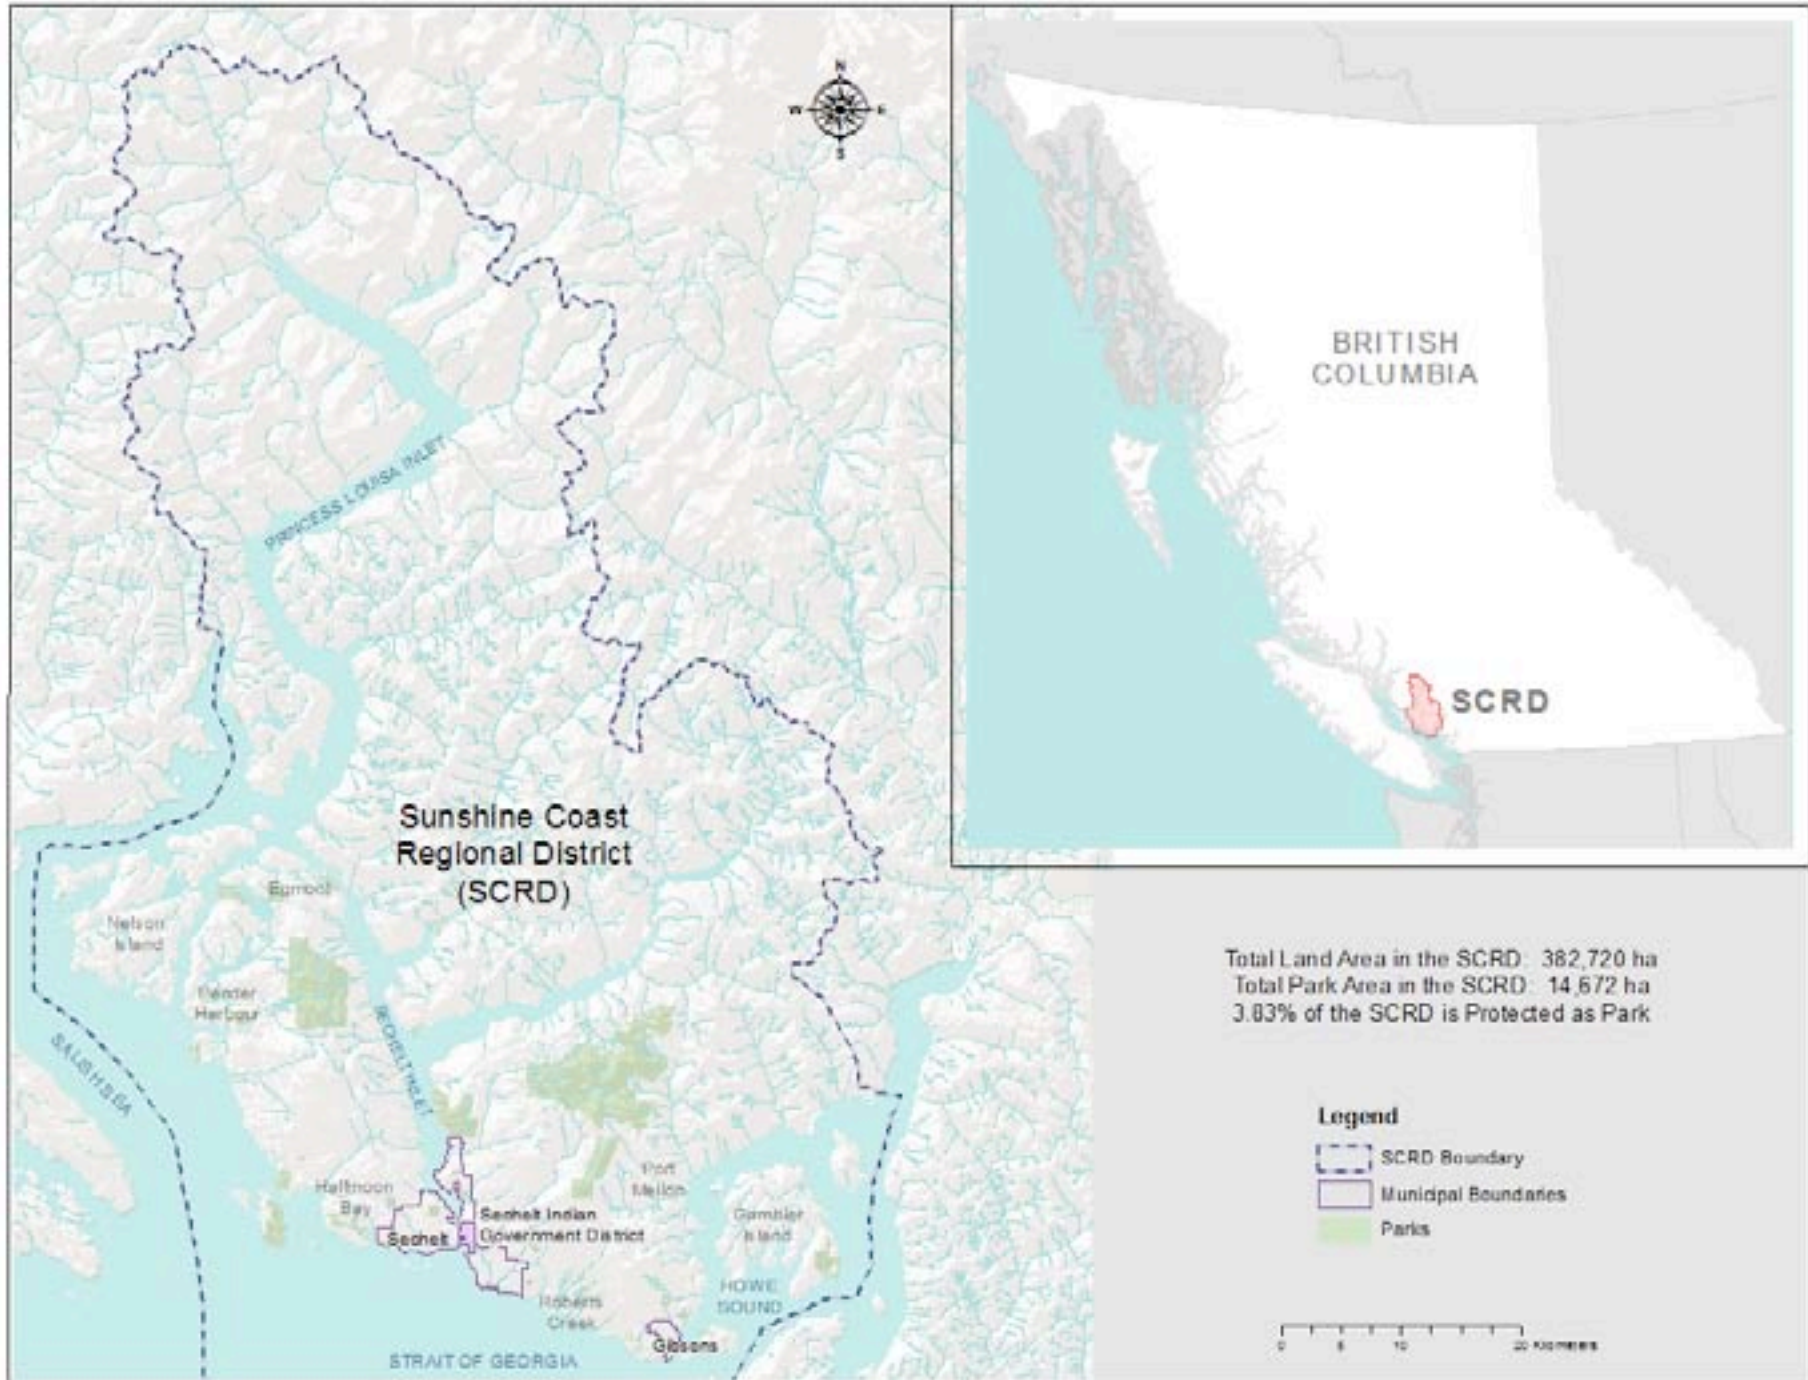 N
W E
S
BRITISH
COLUMBIA
SCRD
PRINCESS LOUISA INLET
Sunshine Coast
Regional District
(SCRD)
Egmont
Nelson
Island
Pender
Harbour
SECHELT INLET
SALISH SEA
Halfmoon
Bay
Sechelt
Sechelt Indian
Government District
Port
Mellon
Gambier
Island
HOWE
SOUND
Roberts
Creek
Gibsons
STRAIT OF GEORGIA
Total Land Area in the SCRD: 382,720 ha
Total Park Area in the SCRD: 14,672 ha
3.83% of the SCRD is Protected as Park
Legend
SCRD Boundary
Municipal Boundaries
Parks
0 5 10 20 Kilometers